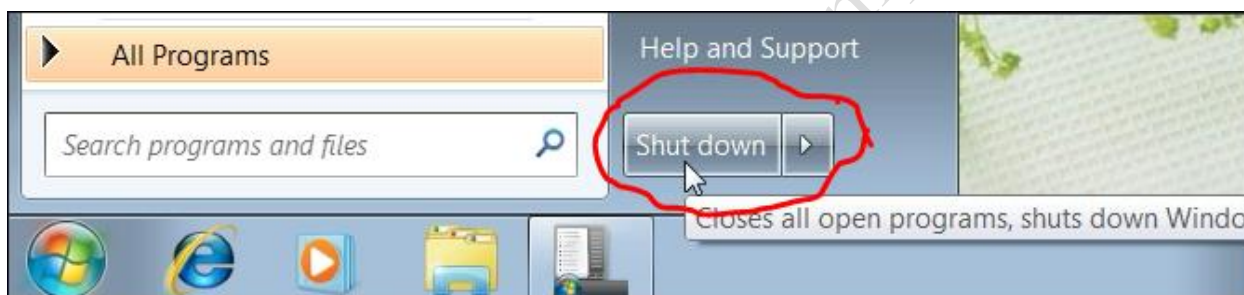 All Programs
Help and Support
Search programs and files
Shut down
Closes all open programs, shuts down Windo